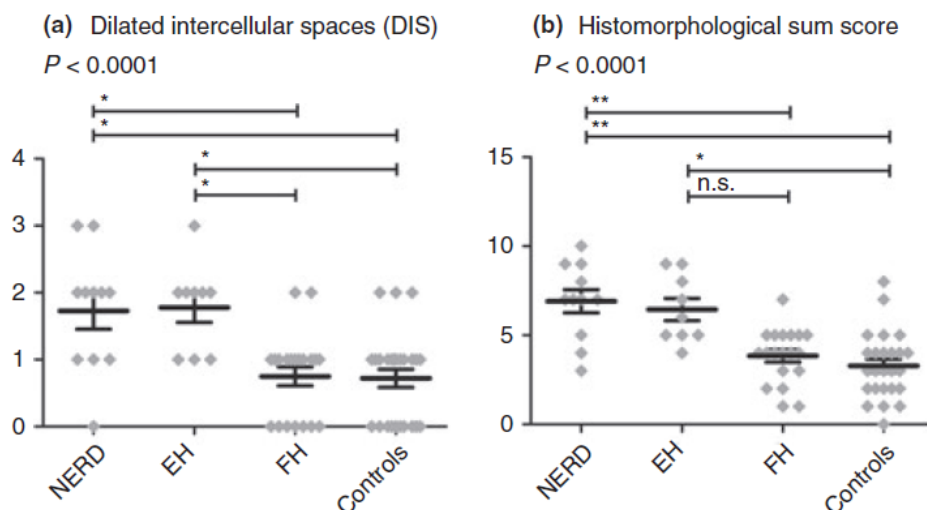 (a) Dilated intercellular spaces (DIS)
P < 0.0001
*
*
*
*
4
3
2
1
0
NERD
EH
FH
Controls
(b) Histomorphological sum score
P < 0.0001
**
**
*
n.s.
15
10
5
0
NERD
EH
FH
Controls